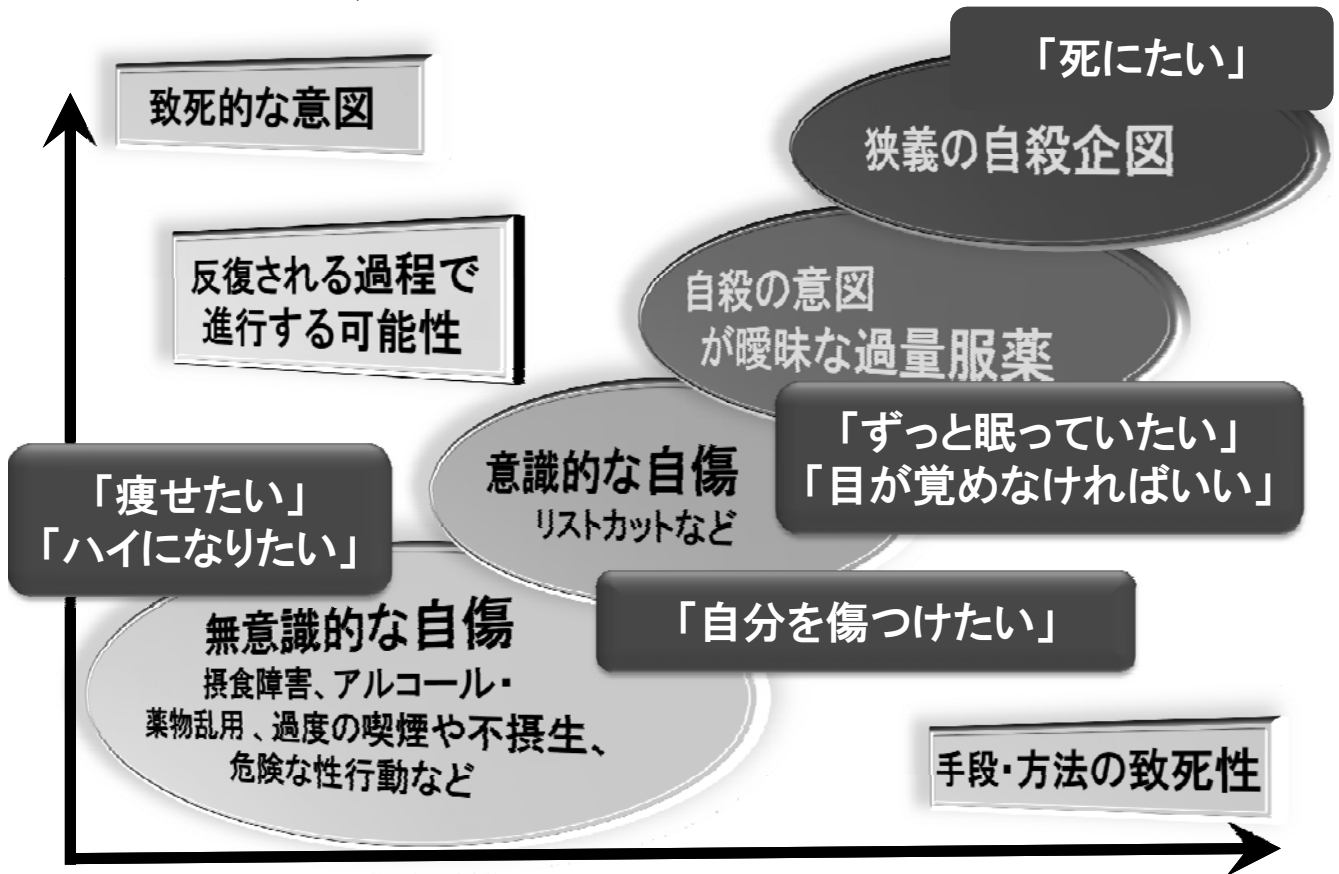 「死にたい」
致死的な意図
狭義の自殺企図
反復される過程で
進行する可能性
自殺の意図
が曖昧な過量服薬
「ずっと眠っていたい」
「目が覚めなければいい」
意識的な自傷
リストカットなど
「痩せたい」
「ハイになりたい」
「自分を傷つけたい」
無意識的な自傷
摂食障害、アルコール・
薬物乱用、過度の喫煙や不摂生、
危険な性行動など
手段・方法の致死性